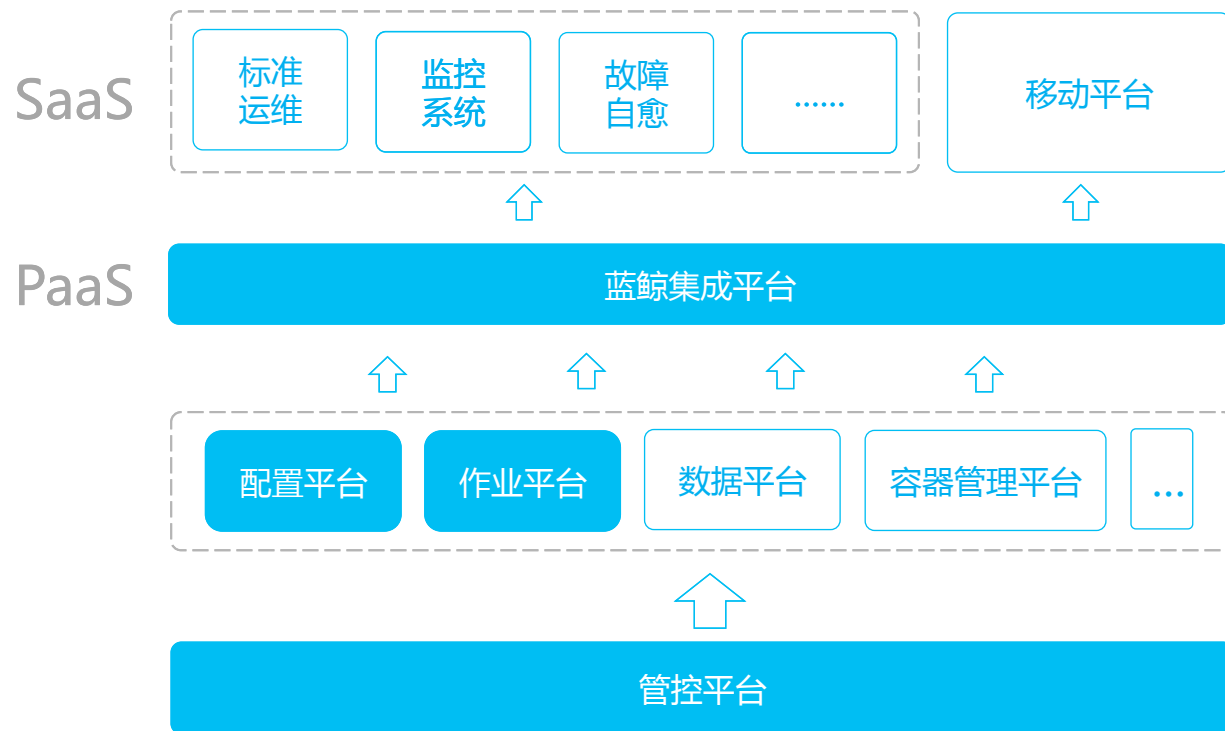 SaaS
标准
运维
监控
系统
故障
自愈
......
移动平台
PaaS
蓝鲸集成平台
配置平台
作业平台
数据平台
容器管理平台
...
管控平台